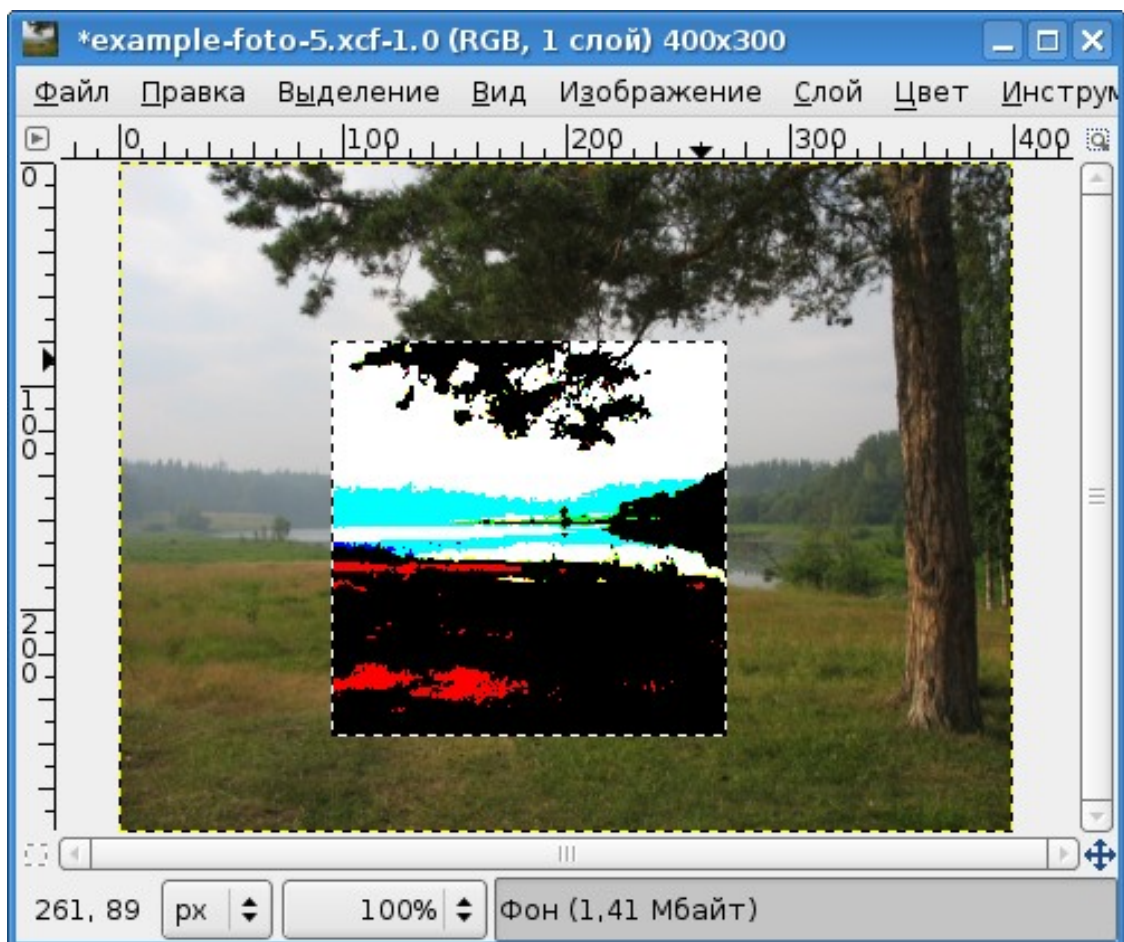 *example-foto-5.xcf-1.0 (RGB, 1 слой) 400x300
Файл Правка Выделение Вид Изображение Слой Цвет Инструм
0 100 200 300 400
0
100
200
261, 89 px 100% Фон (1,41 Мбайт)